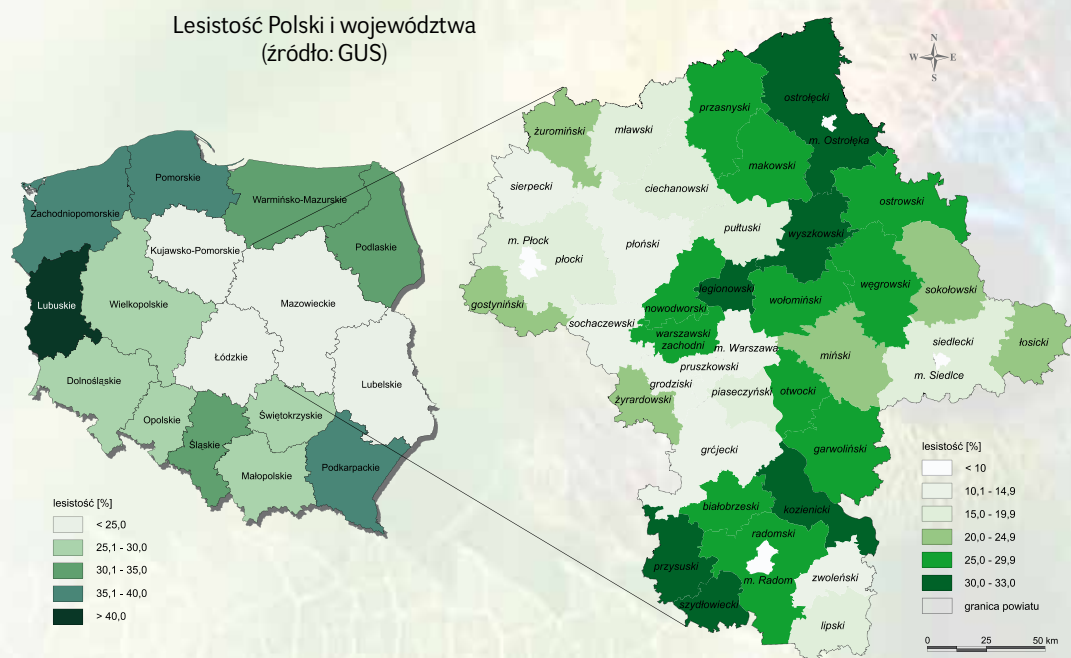 Lesistość Polski i województwa
(źródło: GUS)
N
W E
S
Pomorskie
Zachodniopomorskie
Warmińsko-Mazurskie
Podlaskie
Kujawsko-Pomorskie
Lubuskie
Wielkopolskie
Mazowieckie
Łódzkie
Lubelskie
Dolnośląskie
Opolskie
Świętokrzyskie
Śląskie
Małopolskie
Podkarpackie
lesistość [%]
< 25,0
25,1 - 30,0
30,1 - 35,0
35,1 - 40,0
> 40,0
ostrołęcki
przasnyski
żuromiński
mławski
m. Ostrołęka
makowski
sierpecki
ciechanowski
ostrowski
pułtuski
wyszkowski
m. Płock
płoński
płocki
legionowski
węgrowski
sokołowski
gostyniński
nowodworski
wołomiński
sochaczewski
warszawski
zachodni
m. Warszawa
miński
siedlecki
łosicki
pruszkowski
m. Siedlce
grodziski
piaseczyński
otwocki
żyrardowski
grójecki
garwoliński
białobrzeski
kozienicki
radomski
przysuski
m. Radom
zwoleński
szydłowiecki
lipski
lesistość [%]
< 10
10,1 - 14,9
15,0 - 19,9
20,0 - 24,9
25,0 - 29,9
30,0 - 33,0
granica powiatu
0 25 50 km